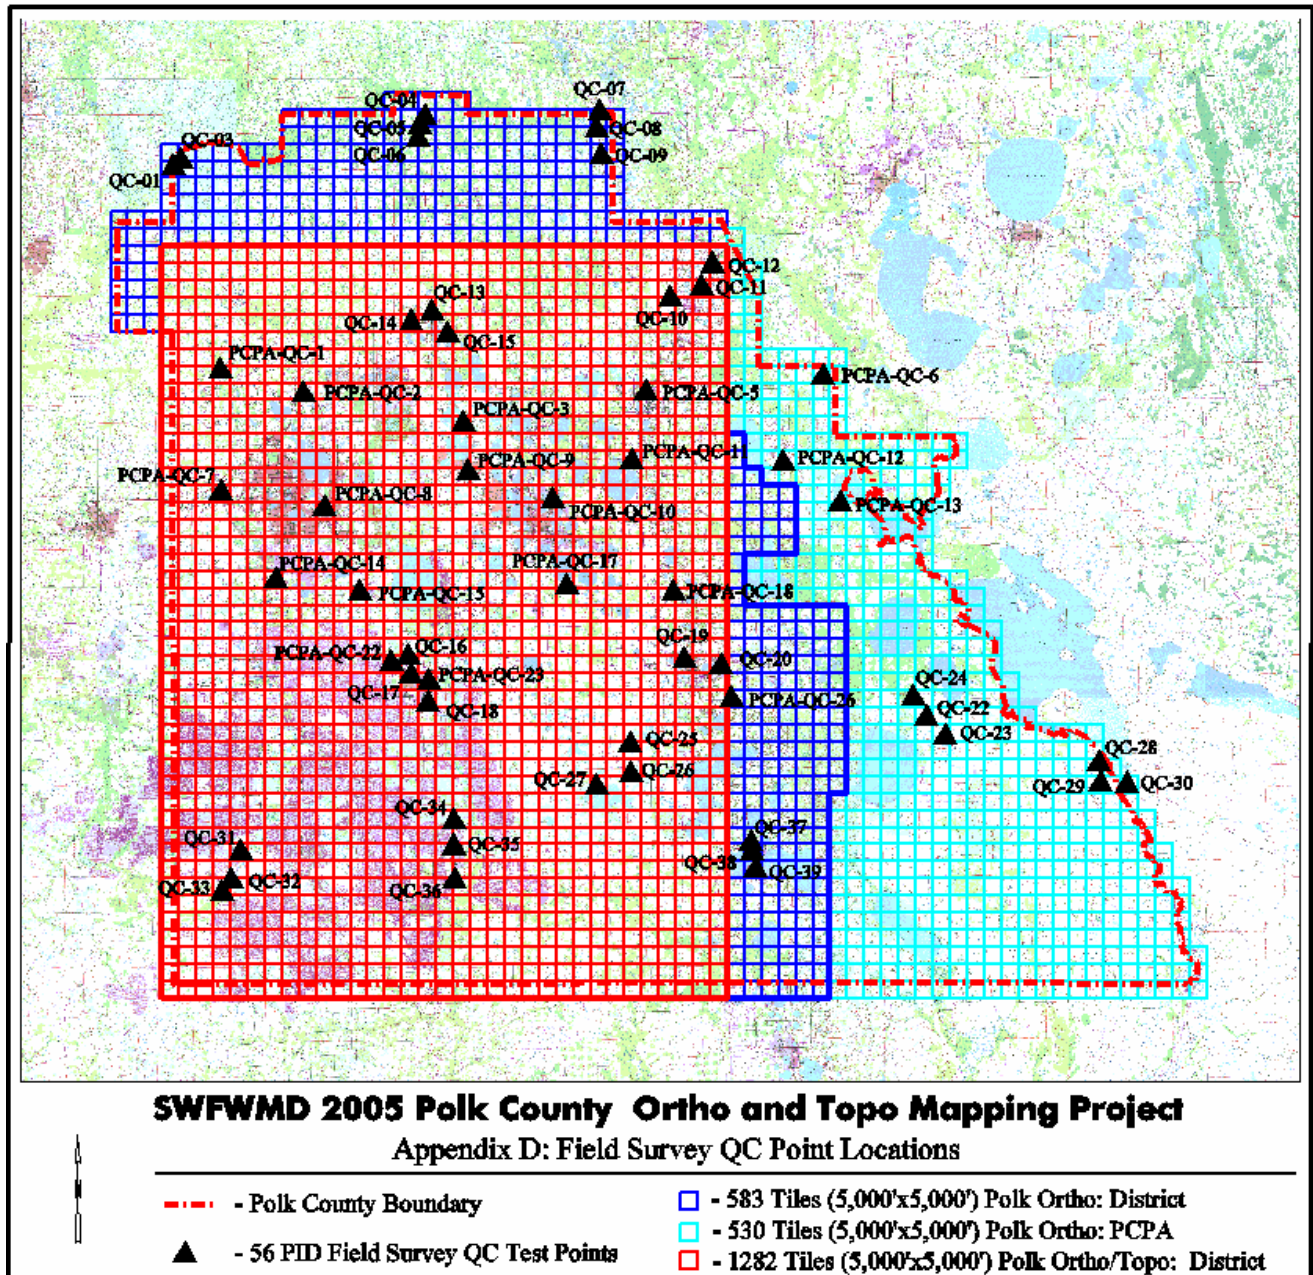 QC-04
QC-07
QC-05
QC-08
QC-03
QC-06
QC-09
QC-01
QC-12
QC-11
QC-13
QC-10
QC-14
QC-15
PCPA-QC-1
PCPA-QC-6
PCPA-QC-2
PCPA-QC-5
PCPA-QC-3
PCPA-QC-11
PCPA-QC-12
PCPA-QC-9
PCPA-QC-7
PCPA-QC-8
PCPA-QC-13
PCPA-QC-10
PCPA-QC-14
PCPA-QC-17
PCPA-QC-15
PCPA-QC-18
QC-19
QC-16
PCPA-QC-22
QC-20
PCPA-QC-23
QC-24
QC-17
PCPA-QC-26
QC-18
QC-22
QC-23
QC-25
QC-28
QC-26
QC-27
QC-29
QC-30
QC-34
QC-37
QC-31
QC-35
QC-38
QC-39
QC-32
QC-33
QC-36
SWFWMD 2005 Polk County Ortho and Topo Mapping Project
Appendix D: Field Survey QC Point Locations
- Polk County Boundary
- 583 Tiles (5,000'x5,000') Polk Ortho: District
- 530 Tiles (5,000'x5,000') Polk Ortho: PCPA
- 56 PID Field Survey QC Test Points
- 1282 Tiles (5,000'x5,000') Polk Ortho/Topo: District